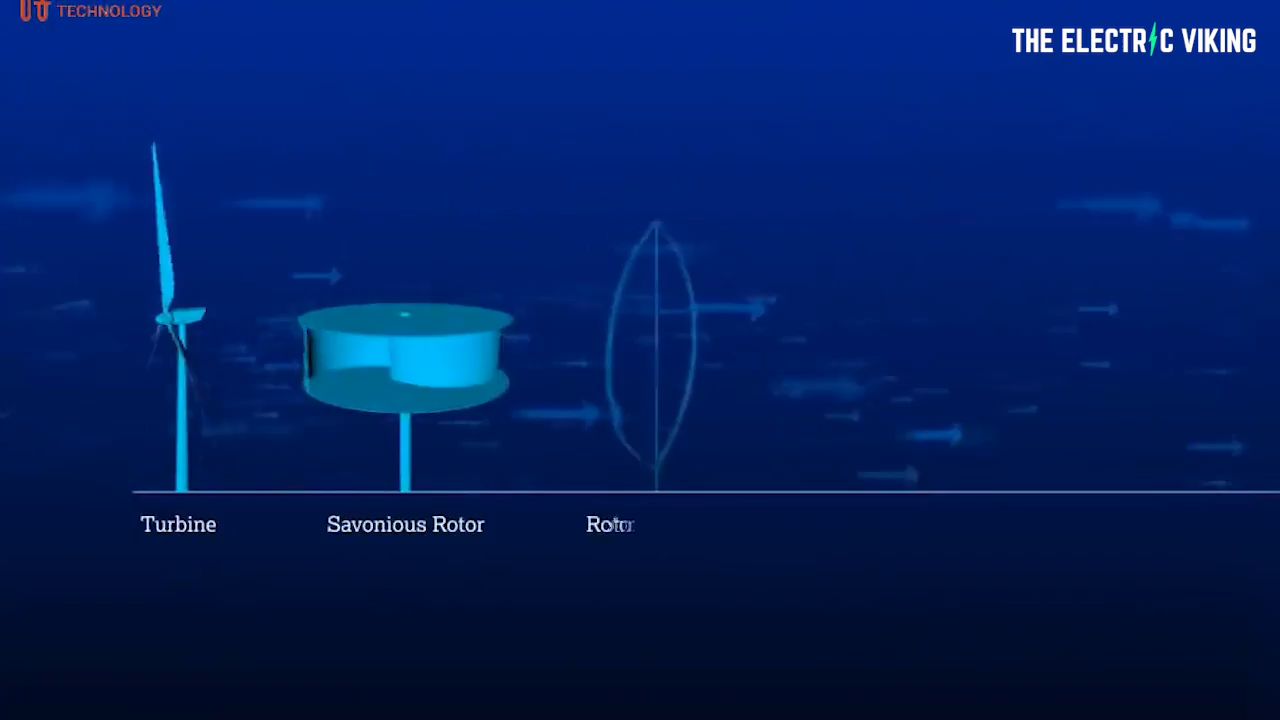 TECHNOLOGY
THE ELECTRIC VIKING
Turbine
Savonious Rotor
Rotor